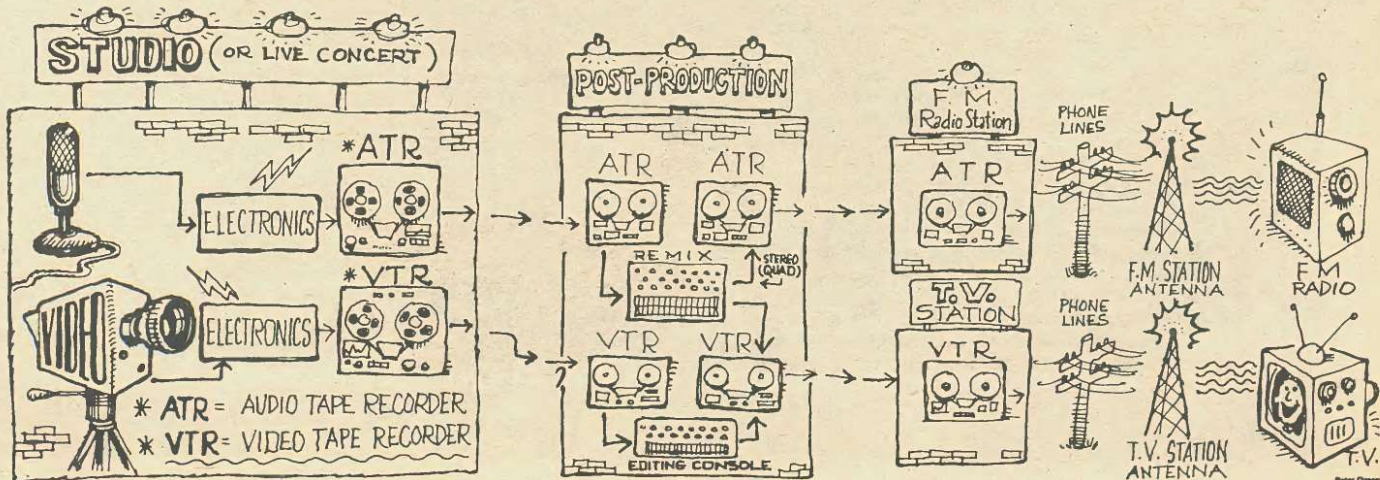 STUDIO (OR LIVE CONCERT)
*ATR
ELECTRONICS
*VTR
VIDEO
ELECTRONICS
* ATR = AUDIO TAPE RECORDER
* VTR = VIDEO TAPE RECORDER
POST-PRODUCTION
ATR ATR
REMIX
STEREO
(QUAD)
VTR VTR
EDITING CONSOLE
F.M.
Radio Station
ATR
PHONE
LINES
F.M. STATION
ANTENNA
FM
RADIO
T.V.
STATION
VTR
PHONE
LINES
T.V. STATION
ANTENNA
T.V.